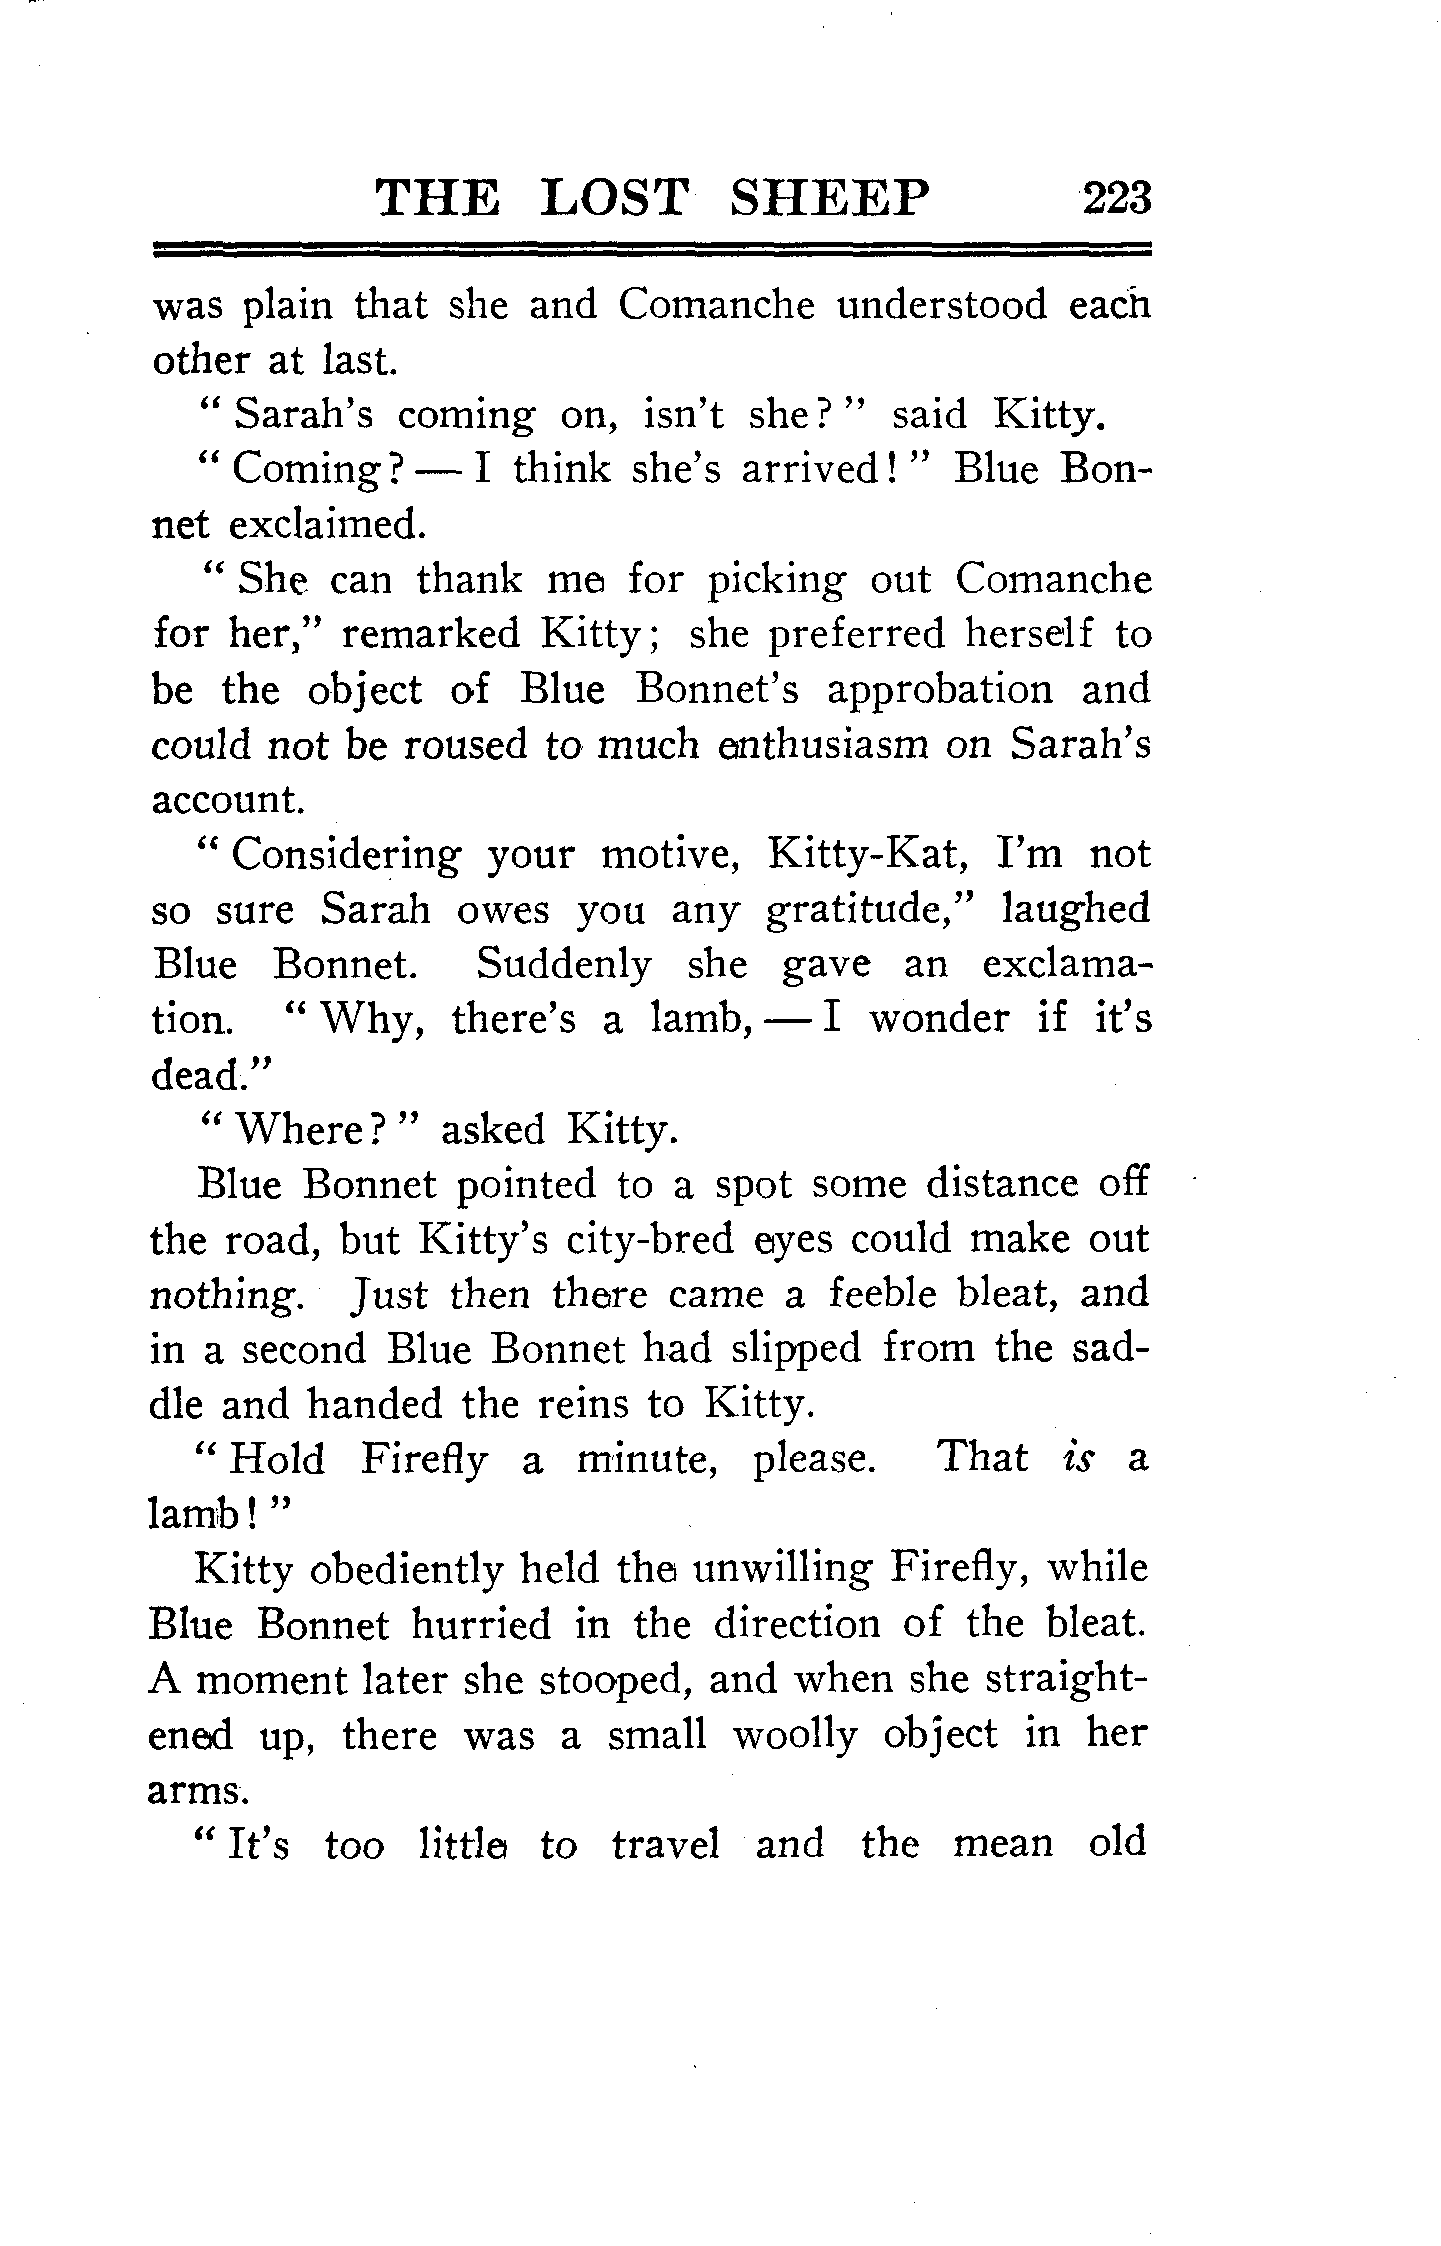 THE LOST SHEEP 223
was plain that she and Comanche understood each
other at last.
“ Sarah’s coming on, isn’t she? ” said Kitty.
“ Coming? — I think she’s arrived! ” Blue Bon-
net exclaimed.
“ She can thank me for picking out Comanche
for her,” remarked Kitty; she preferred herself to
be the object of Blue Bonnet’s approbation and
could not be roused to much enthusiasm on Sarah’s
account.
“ Considering your motive, Kitty-Kat, I’m not
so sure Sarah owes you any gratitude,” laughed
Blue Bonnet. Suddenly she gave an exclama-
tion. “ Why, there’s a lamb, — I wonder if it’s
dead.”
“ Where? ” asked Kitty.
Blue Bonnet pointed to a spot some distance off
the road, but Kitty’s city-bred eyes could make out
nothing. Just then there came a feeble bleat, and
in a second Blue Bonnet had slipped from the sad-
dle and handed the reins to Kitty.
“ Hold Firefly a minute, please. That is a
lamb! ”
Kitty obediently held the unwilling Firefly, while
Blue Bonnet hurried in the direction of the bleat.
A moment later she stooped, and when she straight-
ened up, there was a small woolly object in her
arms.
“ It’s too little to travel and the mean old